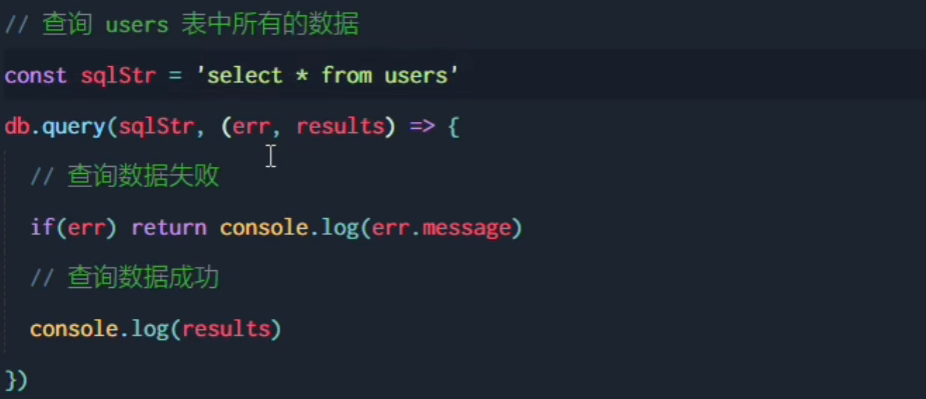 // 查询 users 表中所有的数据
const sqlStr = 'select * from users'
db.query(sqlStr, (err, results) => {
  // 查询数据失败
  if(err) return console.log(err.message)
  // 查询数据成功
  console.log(results)
})